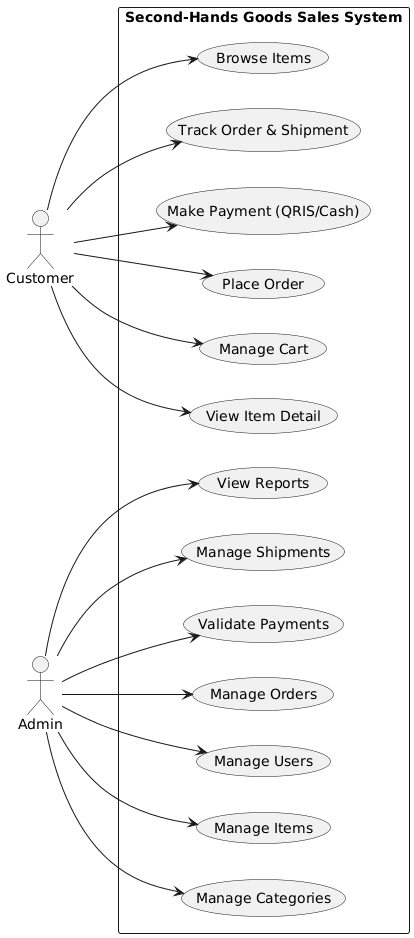 Second-Hands Goods Sales System
Browse Items
Track Order & Shipment
Make Payment (QRIS/Cash)
Customer
Place Order
Manage Cart
View Item Detail
View Reports
Manage Shipments
Validate Payments
Manage Orders
Admin
Manage Users
Manage Items
Manage Categories